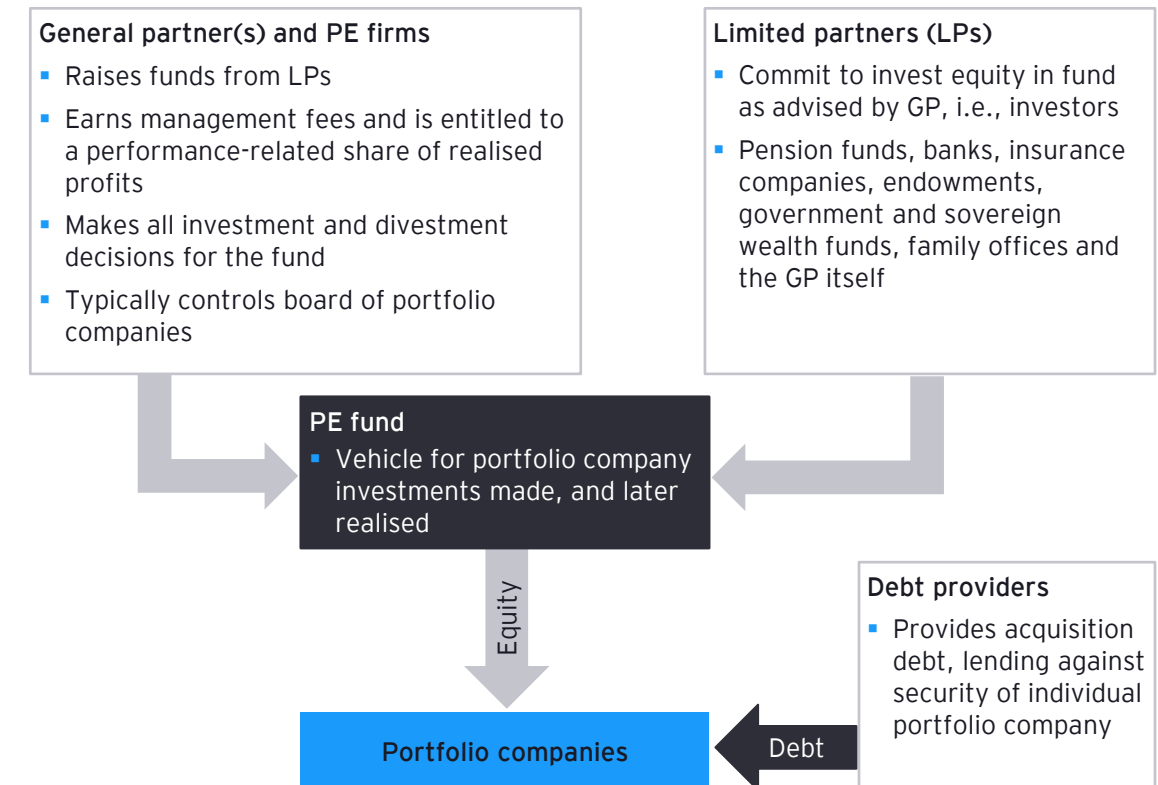 General partner(s) and PE firms
▪ Raises funds from LPs
▪ Earns management fees and is entitled to
a performance-related share of realised
profits
▪ Makes all investment and divestment
decisions for the fund
▪ Typically controls board of portfolio
companies
Limited partners (LPs)
▪ Commit to invest equity in fund
as advised by GP, i.e., investors
▪ Pension funds, banks, insurance
companies, endowments,
government and sovereign
wealth funds, family offices and
the GP itself
PE fund
▪ Vehicle for portfolio company
investments made, and later
realised
Equity
Debt providers
▪ Provides acquisition
debt, lending against
security of individual
portfolio company
Portfolio companies
Debt